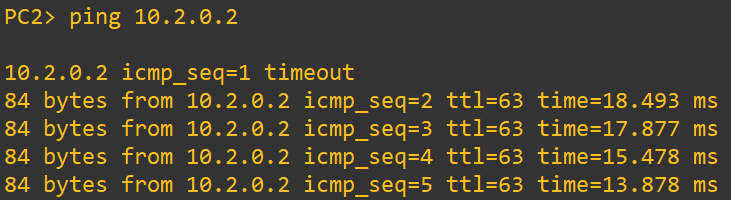 PC2> ping 10.2.0.2
10.2.0.2 icmp_seq=1 timeout
84 bytes from 10.2.0.2 icmp_seq=2 ttl=63 time=18.493 ms
84 bytes from 10.2.0.2 icmp_seq=3 ttl=63 time=17.877 ms
84 bytes from 10.2.0.2 icmp_seq=4 ttl=63 time=15.478 ms
84 bytes from 10.2.0.2 icmp_seq=5 ttl=63 time=13.878 ms